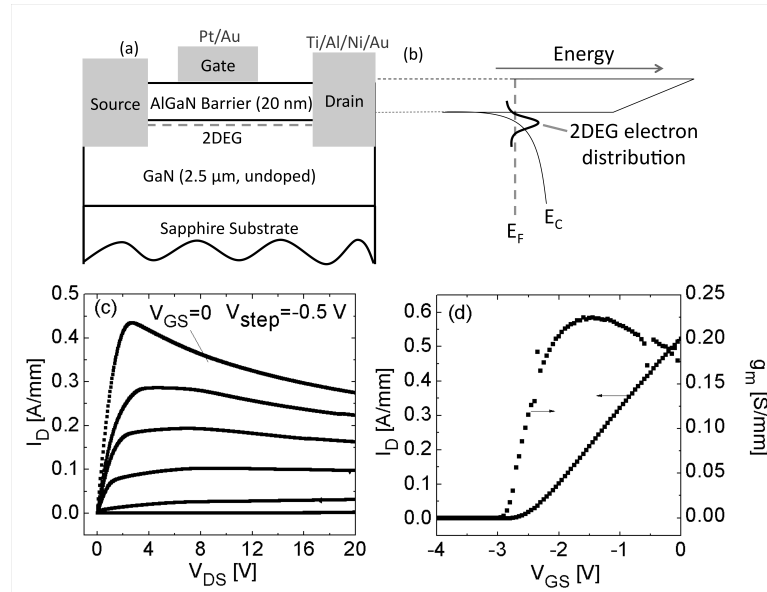 (a)
Pt/Au
Ti/Al/Ni/Au
Gate
Source
Drain
AlGaN Barrier (20 nm)
2DEG
GaN (2.5 µm, undoped)
Sapphire Substrate
(b)
Energy
2DEG electron
distribution
E_F
E_C
(c)
V_GS=0 V_step=-0.5 V
I_D [A/mm]
0.5
0.4
0.3
0.2
0.1
0.0
0 4 8 12 16 20
V_DS [V]
(d)
I_D [A/mm]
0.6
0.5
0.4
0.3
0.2
0.1
0.0
0.25
0.20
0.15
0.10
0.05
0.00
g_m [S/mm]
-4 -3 -2 -1 0
V_GS [V]